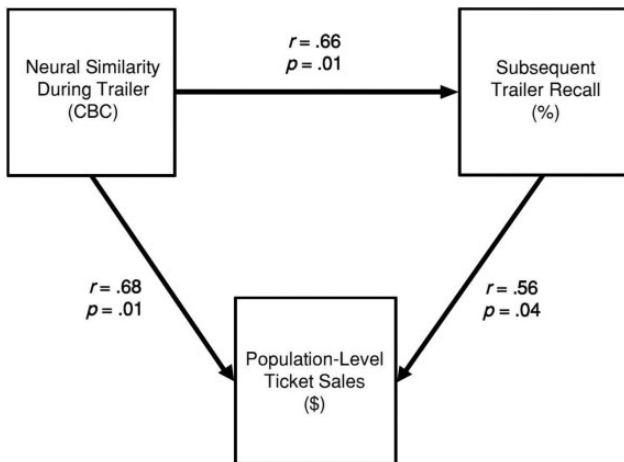 Neural Similarity
During Trailer
(CBC)
r = .66
p = .01
Subsequent
Trailer Recall
(%)
r = .68
p = .01
r = .56
p = .04
Population-Level
Ticket Sales
($)